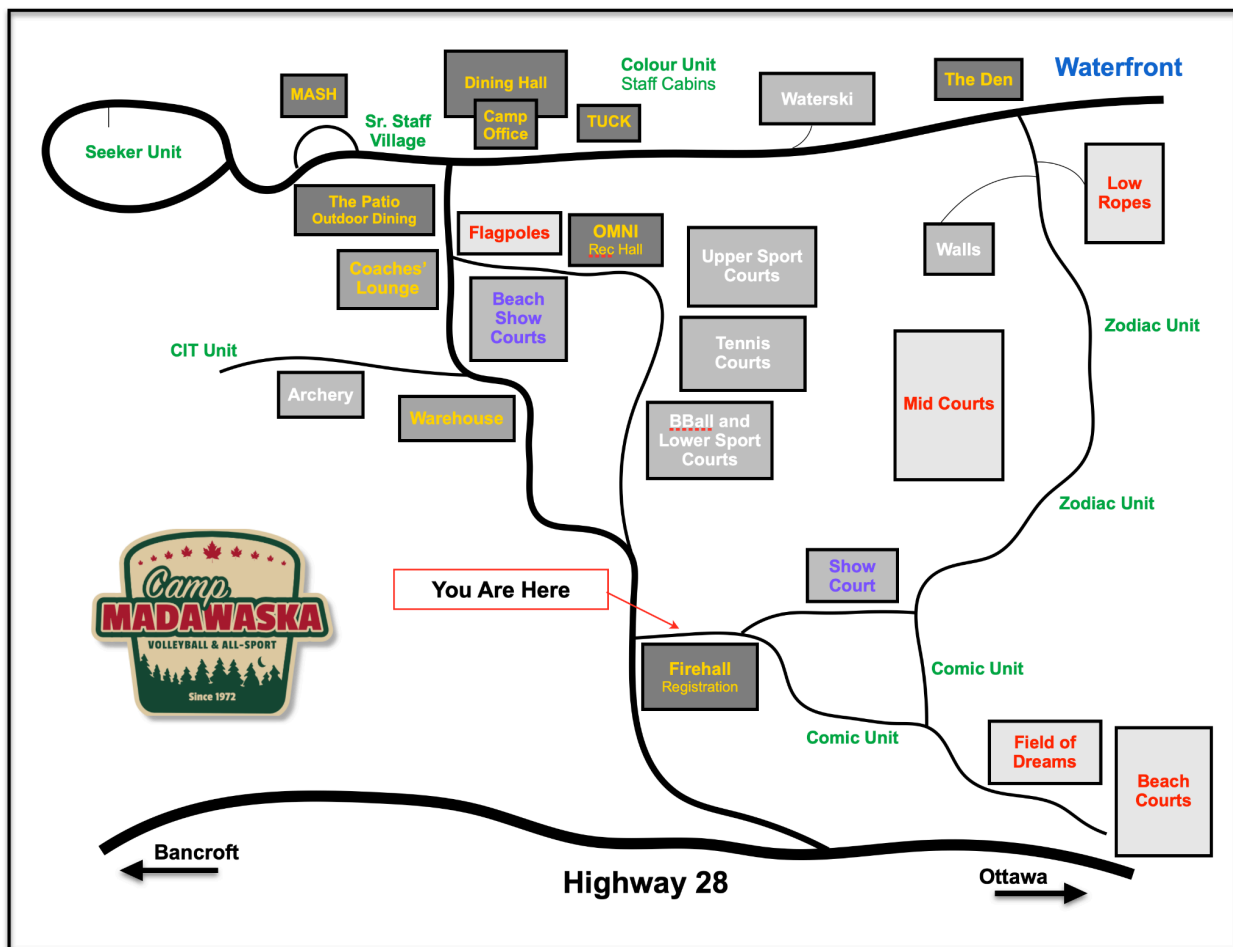 Waterfront
Colour Unit
Staff Cabins
Dining Hall
The Den
MASH
Waterski
Camp
Office
TUCK
Sr. Staff
Village
Seeker Unit
Low
Ropes
The Patio
Outdoor Dining
Flagpoles
OMNI
Rec Hall
Walls
Upper Sport
Courts
Coaches'
Lounge
Beach
Show
Courts
Zodiac Unit
CIT Unit
Tennis
Courts
Archery
Warehouse
Mid Courts
BBall and
Lower Sport
Courts
Zodiac Unit
Camp
MADAWASKA
VOLLEYBALL & ALL-SPORT
Since 1972
You Are Here
Show
Court
Firehall
Registration
Comic Unit
Comic Unit
Field of
Dreams
Beach
Courts
Bancroft
Highway 28
Ottawa